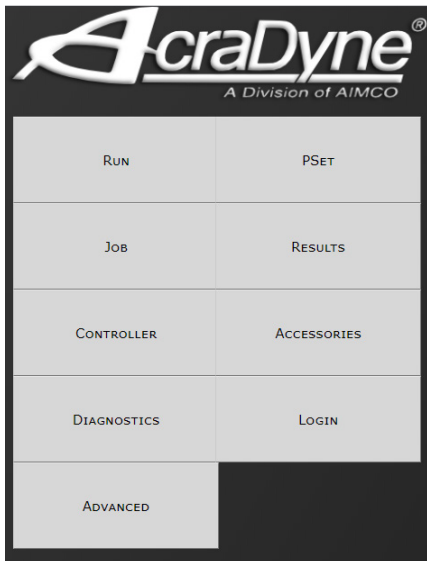 AcraDyne®
A Division of AIMCO
Run PSet
Job Results
Controller Accessories
Diagnostics Login
Advanced